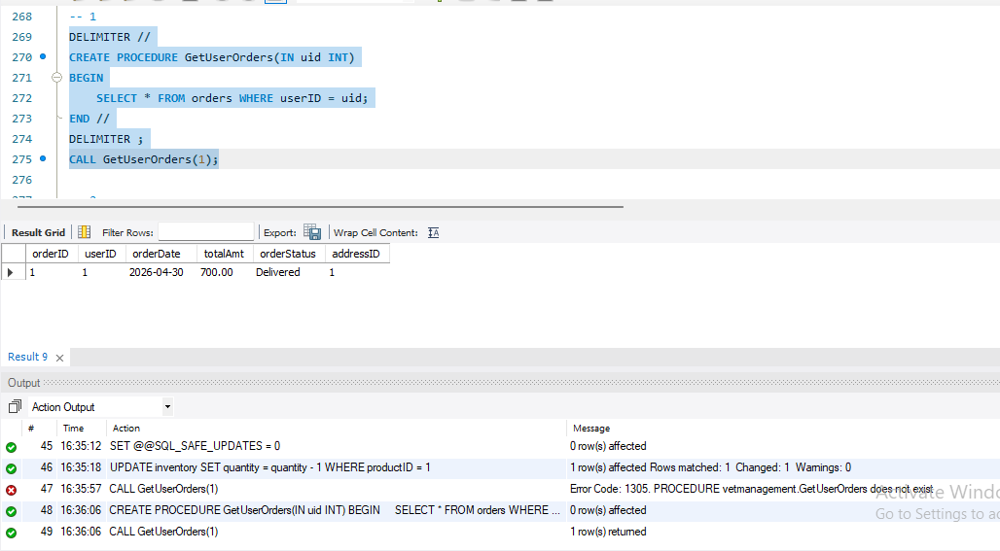 268 -- 1
269 DELIMITER //
270 CREATE PROCEDURE GetUserOrders(IN uid INT)
271 BEGIN
272 SELECT * FROM orders WHERE userID = uid;
273 END //
274 DELIMITER ;
275 CALL GetUserOrders(1);
276
Result Grid Filter Rows: Export: Wrap Cell Content:
orderID userID orderDate totalAmt orderStatus addressID
1 1 2026-04-30 700.00 Delivered 1
Result 9
Output
Action Output
# Time Action Message
45 16:35:12 SET @@SQL_SAFE_UPDATES = 0 0 row(s) affected
46 16:35:18 UPDATE inventory SET quantity = quantity - 1 WHERE productID = 1 1 row(s) affected Rows matched: 1 Changed: 1 Warnings: 0
47 16:35:57 CALL GetUserOrders(1) Error Code: 1305. PROCEDURE vetmanagement.GetUserOrders does not exist
48 16:36:06 CREATE PROCEDURE GetUserOrders(IN uid INT) BEGIN SELECT * FROM orders WHERE ... 0 row(s) affected
49 16:36:06 CALL GetUserOrders(1) 1 row(s) returned
Activate Windo
Go to Settings to ac